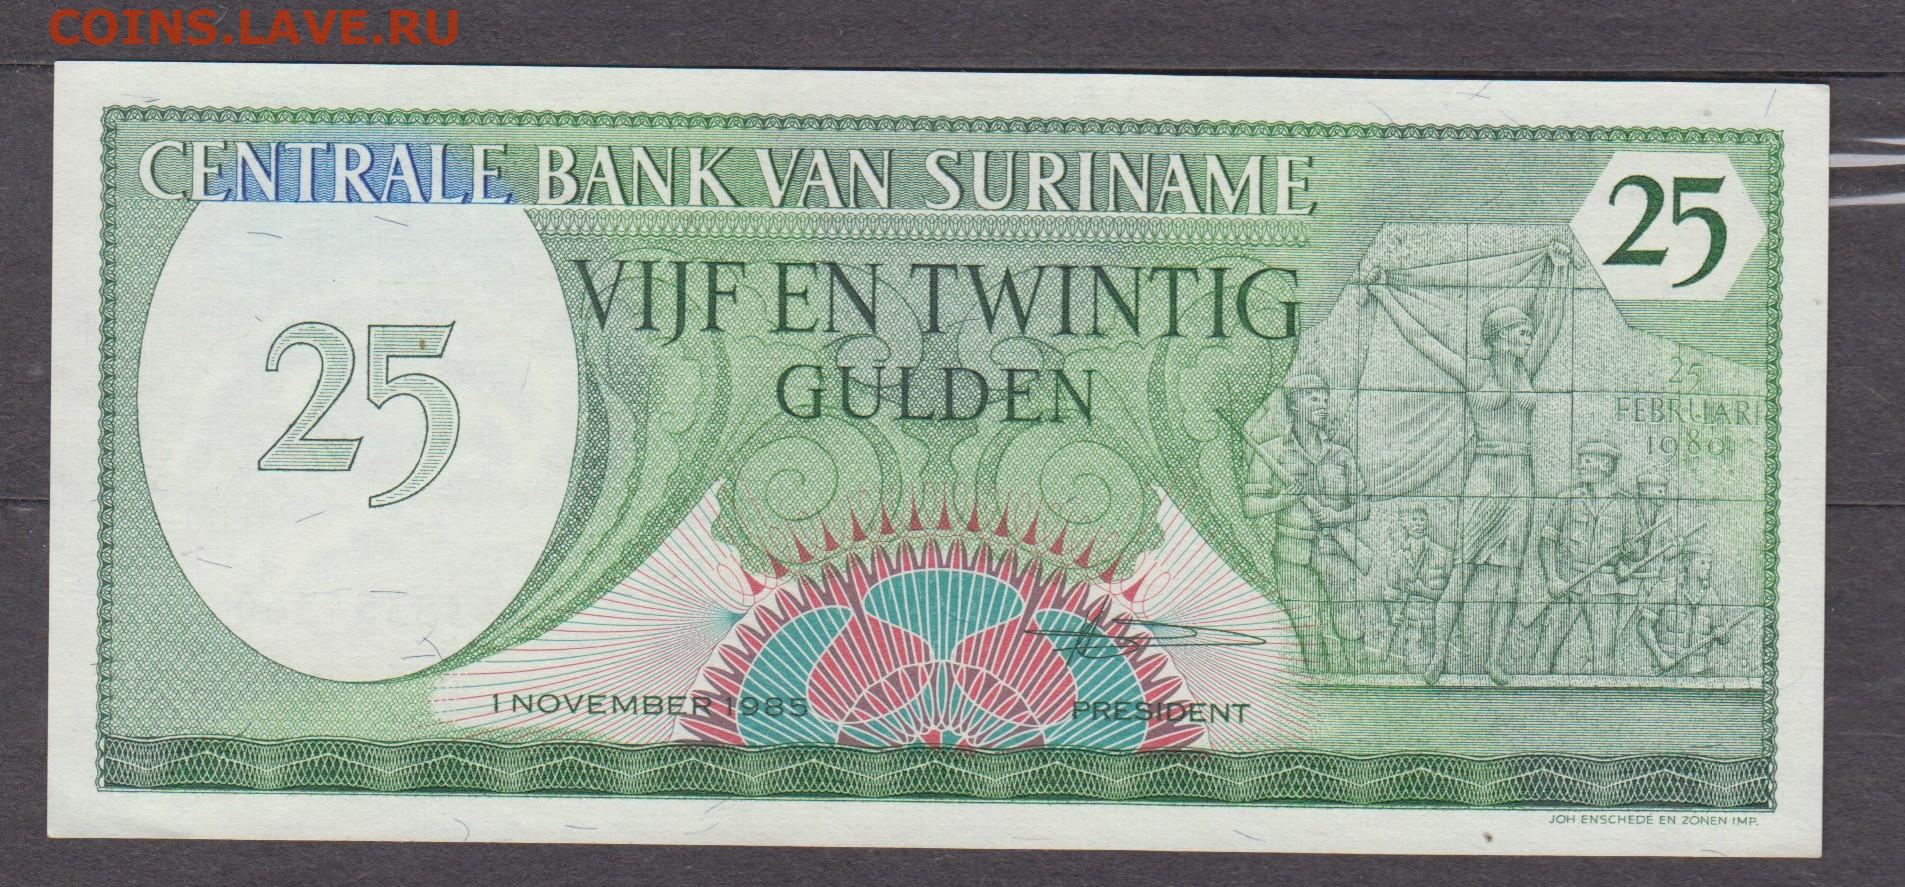 COINS.LAVE.RU
CENTRALE BANK VAN SURINAME
25
VIJF EN TWINTIG
GULDEN
25
25
FEBRUARI
1980
1 NOVEMBER 1985
PRESIDENT
JOH ENSCHEDÉ EN ZONEN IMP.